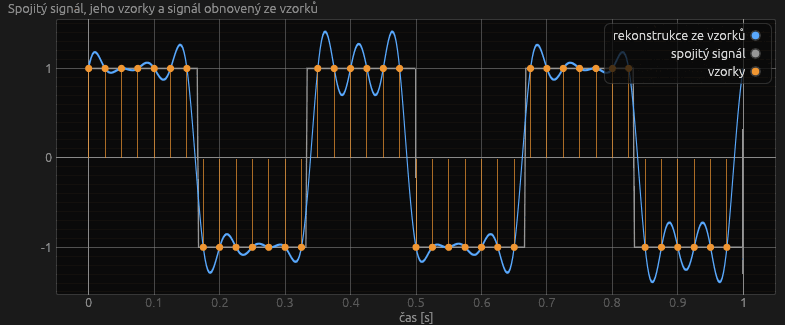 Spojitý signál, jeho vzorky a signál obnovený ze vzorků
rekonstrukce ze vzorků
spojitý signál
vzorky
1
0
-1
0 0.1 0.2 0.3 0.4 0.5 0.6 0.7 0.8 0.9 1
čas [s]